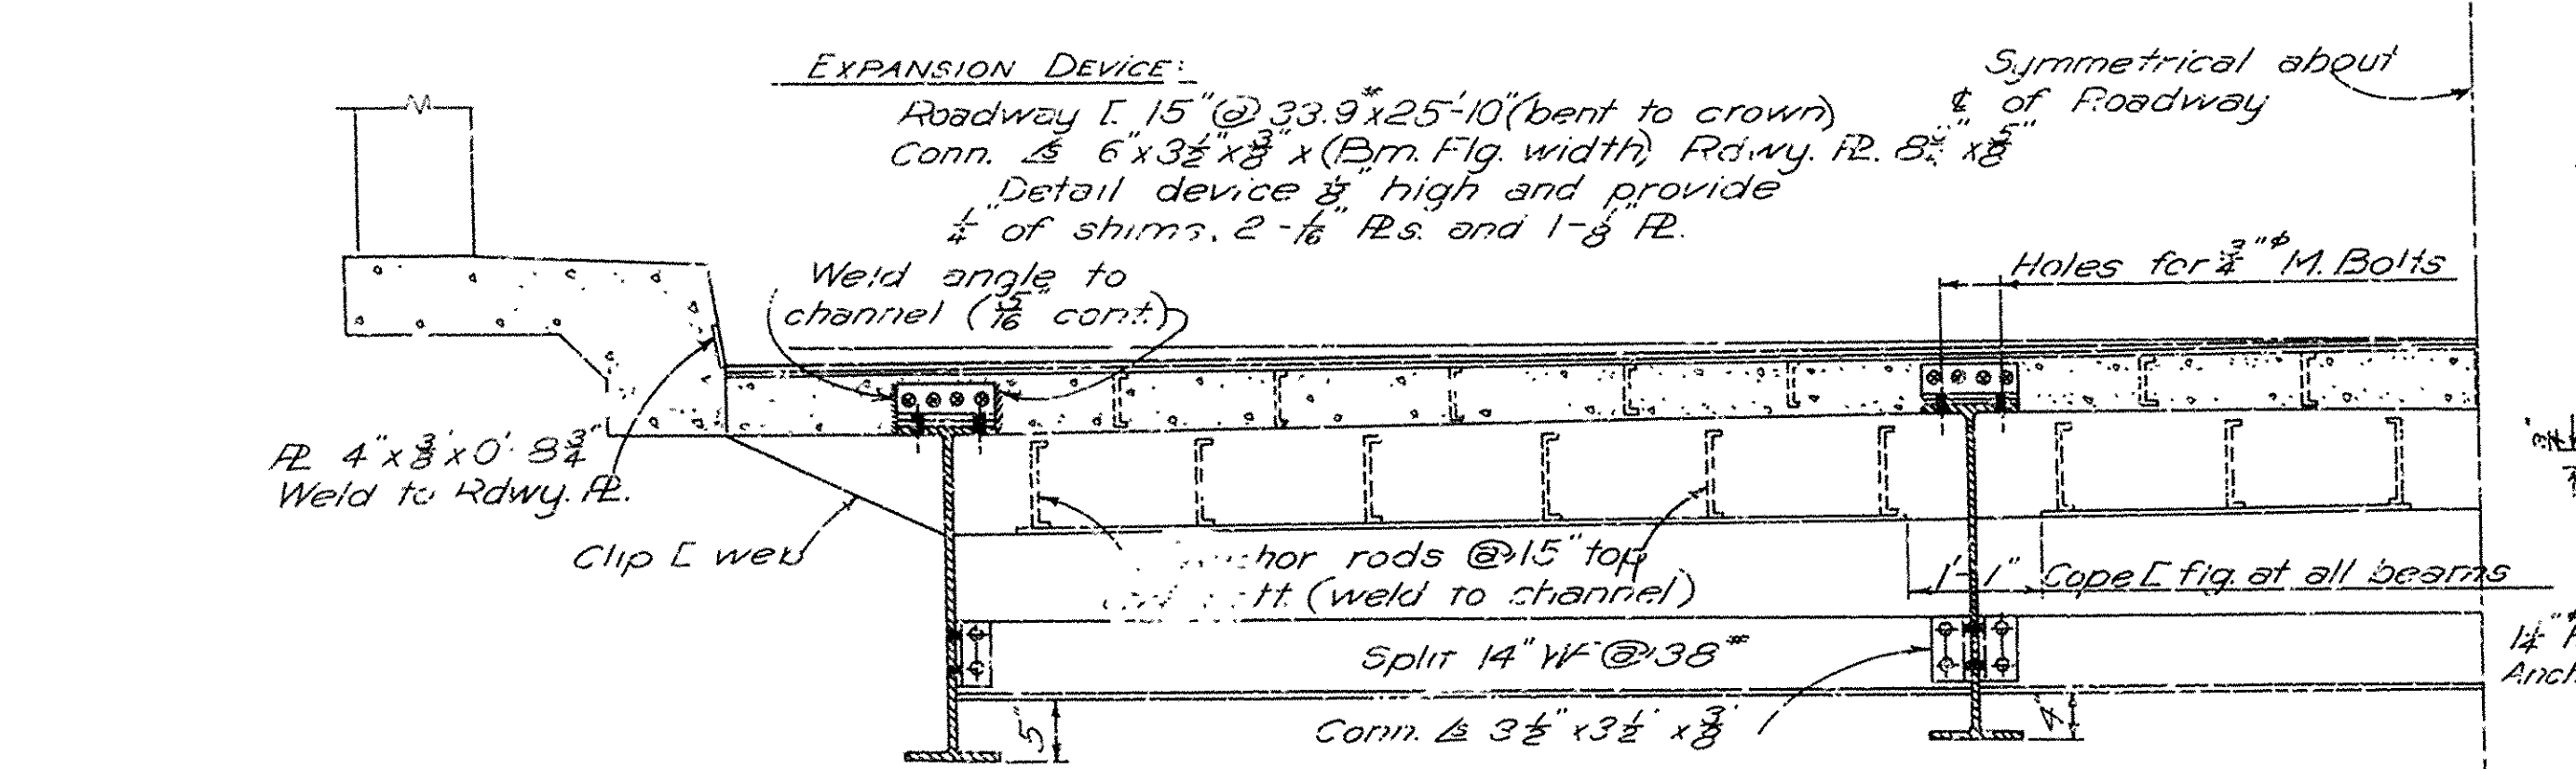 EXPANSION DEVICE:
Roadway [ 15"@ 33.9#x25'-10"(bent to crown)
Conn. ∠s 6"x3½"x⅜" x (Bm. Flg. width) Rdwy. PL. x⅝"
Detail device ⅛" high and provide
¼" of shims. 2-1/16" PLs. and 1-⅛" PL.
Symmetrical about
℄ of Roadway
Holes for ¾"ϕ M. Bolts
Weld angle to
channel (5/16" cont.)
PL 4"x⅜"x0'-8¾"
Weld to Rdwy. PL.
Clip [ web
rods @ 15" top
(weld to channel)
1'-1" Cope [ flg. at all beams
Split 14" WF @ 38#
Conn. ∠s 3½"x3½"x⅜"
5"
4"
¾"
1¼"ϕ